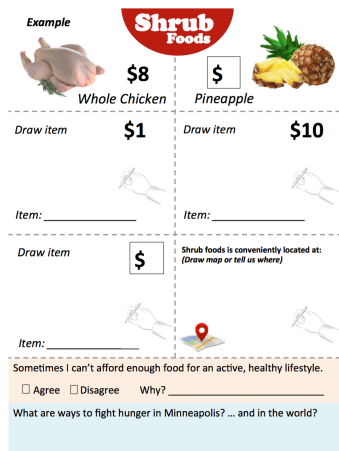 Example
Shrub
Foods
$8
Whole Chicken
$
Pineapple
Draw item
$1
Item: ______________
Draw item
$10
Item: ______________
Draw item
$
Item: ______________
Shrub foods is conveniently located at:
(Draw map or tell us where)
Sometimes I can't afford enough food for an active, healthy lifestyle.
☐ Agree ☐ Disagree Why? ________________________
What are ways to fight hunger in Minneapolis? ... and in the world?